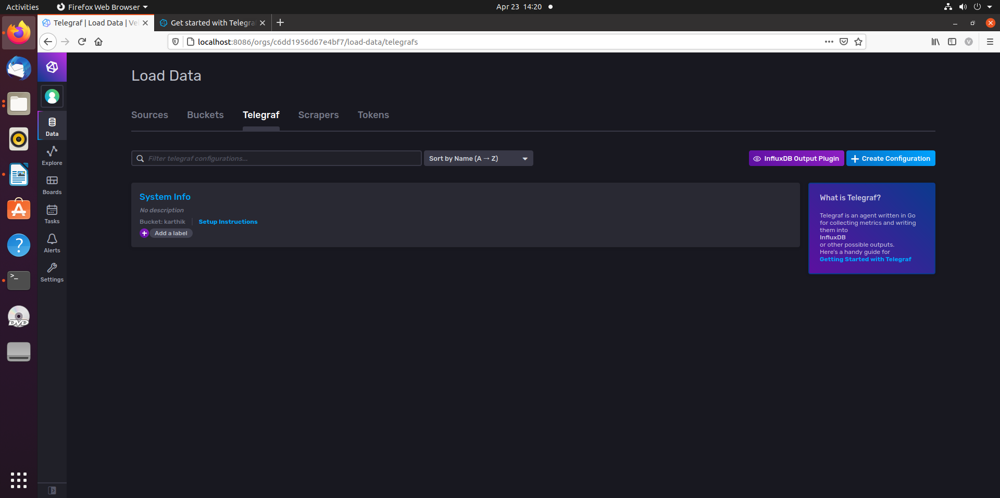 Activities
Firefox Web Browser
Apr 23 14:20
Telegraf | Load Data | Ve
Get started with Telegra
localhost:8086/orgs/c6dd1956d67e4bf7/load-data/telegrafs
V
Data
Explore
Boards
Tasks
Alerts
Settings
>_
?
DVD
Load Data
Sources
Buckets
Telegraf
Scrapers
Tokens
Filter telegraf configurations...
Sort by Name (A → Z)
InfluxDB Output Plugin
Create Configuration
System Info
No description
Bucket: karthik
Setup Instructions
Add a label
What is Telegraf?
Telegraf is an agent written in Go
for collecting metrics and writing
them into
InfluxDB
or other possible outputs.
Here's a handy guide for
Getting Started with Telegraf